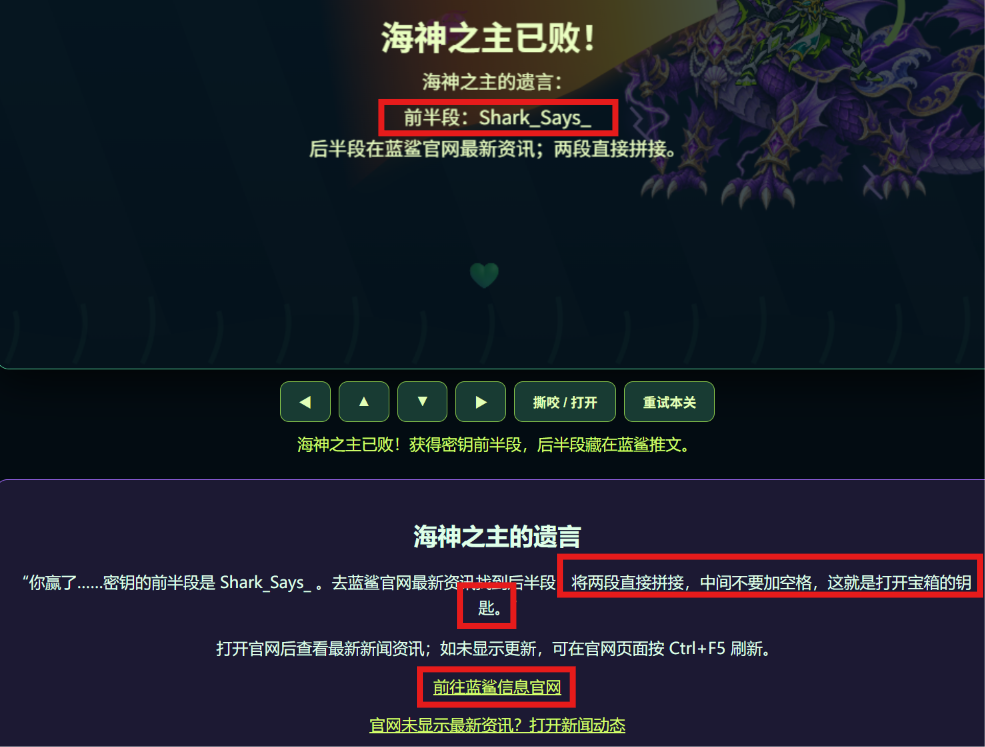 海神之主已败！
海神之主的遗言：
前半段：Shark_Says_
后半段在蓝鲨官网最新资讯；两段直接拼接。
◀ ▲ ▼ ▶ 撕咬 / 打开 重试本关
海神之主已败！获得密钥前半段，后半段藏在蓝鲨推文。
海神之主的遗言
“你赢了……密钥的前半段是 Shark_Says_ 。去蓝鲨官网最新资讯找到后半段，将两段直接拼接，中间不要加空格，这就是打开宝箱的钥
匙。
打开官网后查看最新新闻资讯；如未显示更新，可在官网页面按 Ctrl+F5 刷新。
前往蓝鲨信息官网
官网未显示最新资讯？打开新闻动态